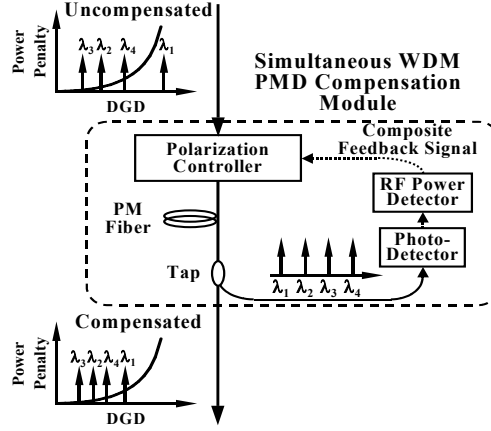 Uncompensated
Power
Penalty
λ3 λ2 λ4 λ1
DGD
Simultaneous WDM
PMD Compensation
Module
Composite
Feedback Signal
Polarization
Controller
RF Power
Detector
PM
Fiber
Photo-
Detector
Tap
λ1 λ2 λ3 λ4
Compensated
Power
Penalty
λ3 λ2 λ4 λ1
DGD